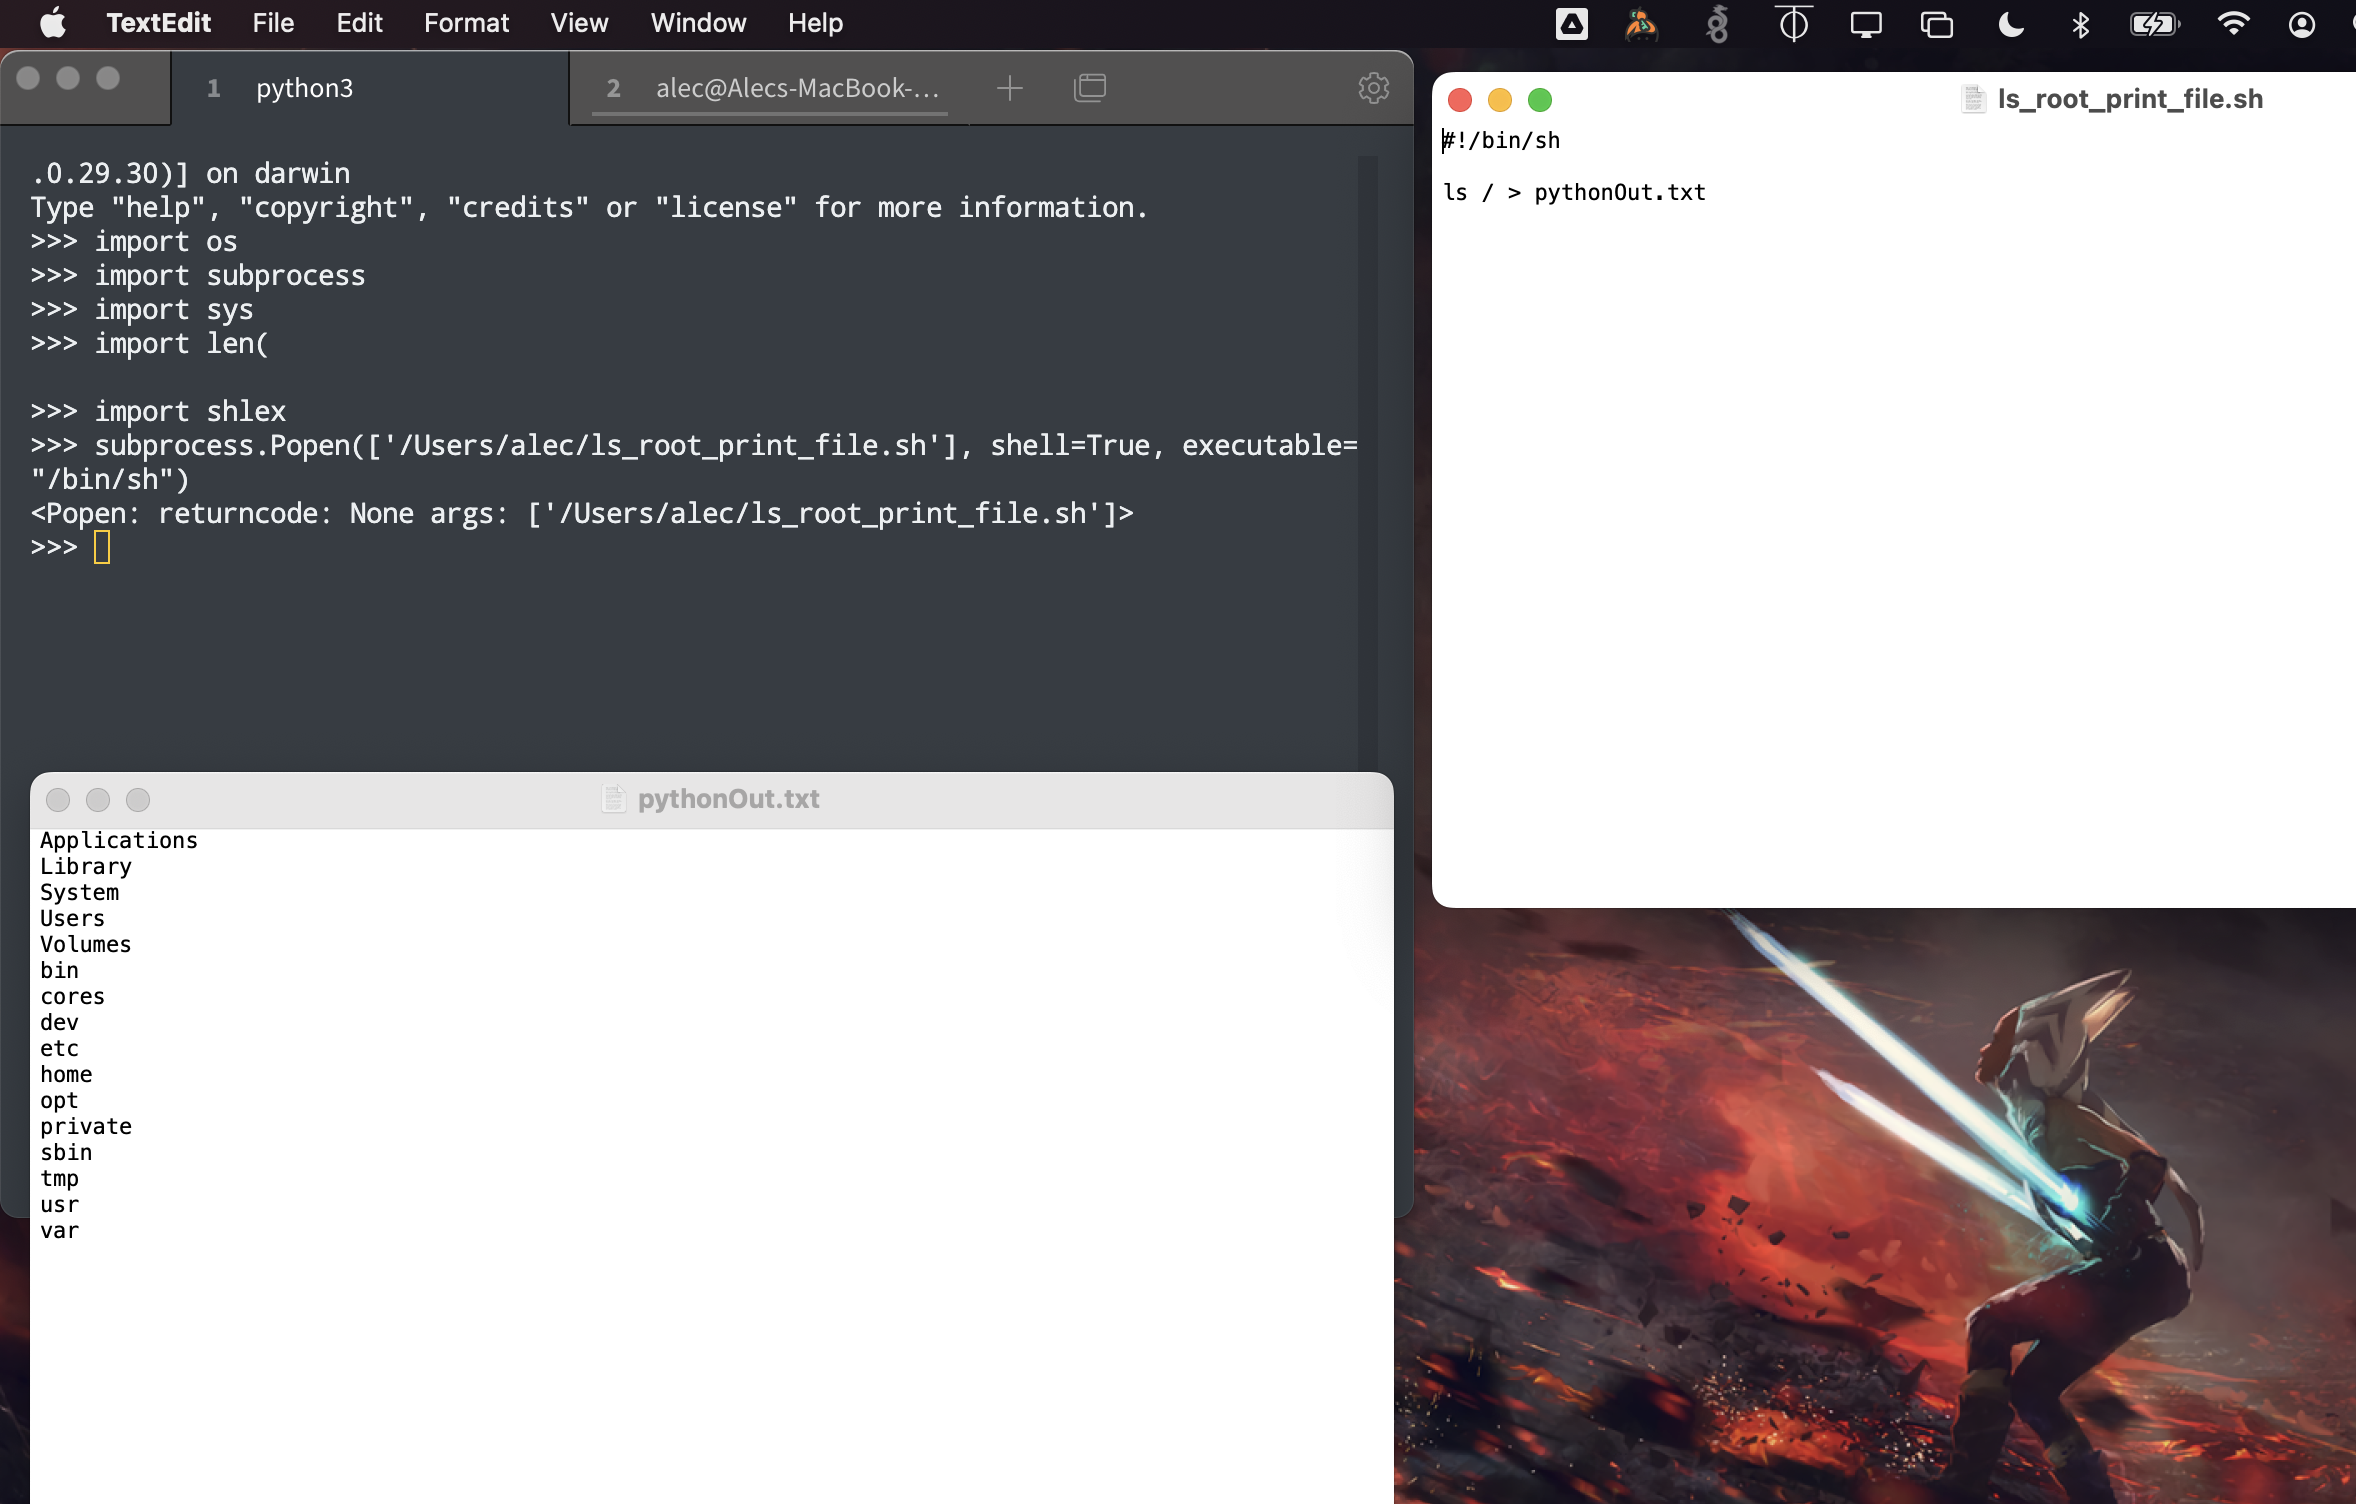 TextEdit File Edit Format View Window Help
1 python3
2 alec@Alecs-MacBook-...
.0.29.30)] on darwin
Type "help", "copyright", "credits" or "license" for more information.
>>> import os
>>> import subprocess
>>> import sys
>>> import len(
>>> import shlex
>>> subprocess.Popen(['/Users/alec/ls_root_print_file.sh'], shell=True, executable=
"/bin/sh")
<Popen: returncode: None args: ['/Users/alec/ls_root_print_file.sh']>
>>>
ls_root_print_file.sh
#!/bin/sh
ls / > pythonOut.txt
pythonOut.txt
Applications
Library
System
Users
Volumes
bin
cores
dev
etc
home
opt
private
sbin
tmp
usr
var